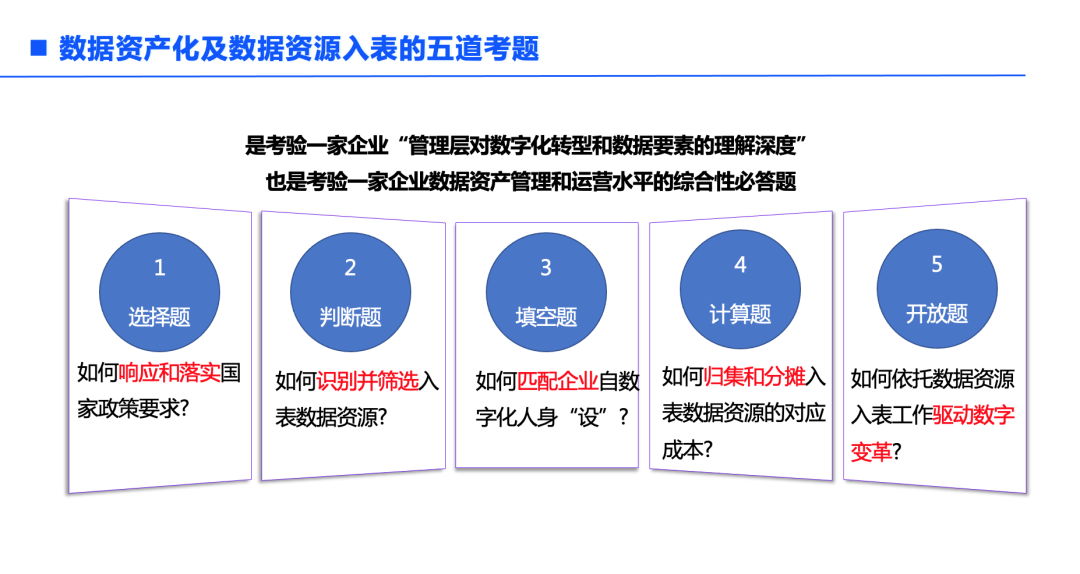 数据资产化及数据资源入表的五道考题
是考验一家企业“管理层对数字化转型和数据要素的理解深度”
也是考验一家企业数据资产管理和运营水平的综合性必答题
1
选择题
如何响应和落实国
家政策要求?
2
判断题
如何识别并筛选入
表数据资源?
3
填空题
如何匹配企业自数
字化人身“设”?
4
计算题
如何归集和分摊入
表数据资源的对应
成本?
5
开放题
如何依托数据资源
入表工作驱动数字
变革?